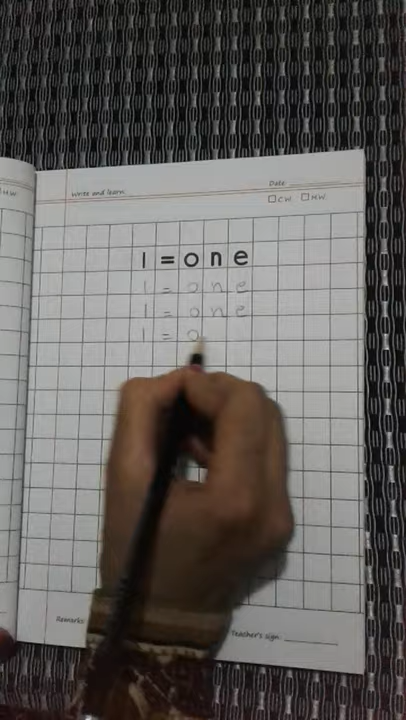 H.W.
Write and learn.
Date
C.W. H.W.
1 = one
1 = one
1 = one
1 = o
Remarks:
Teacher's sign: